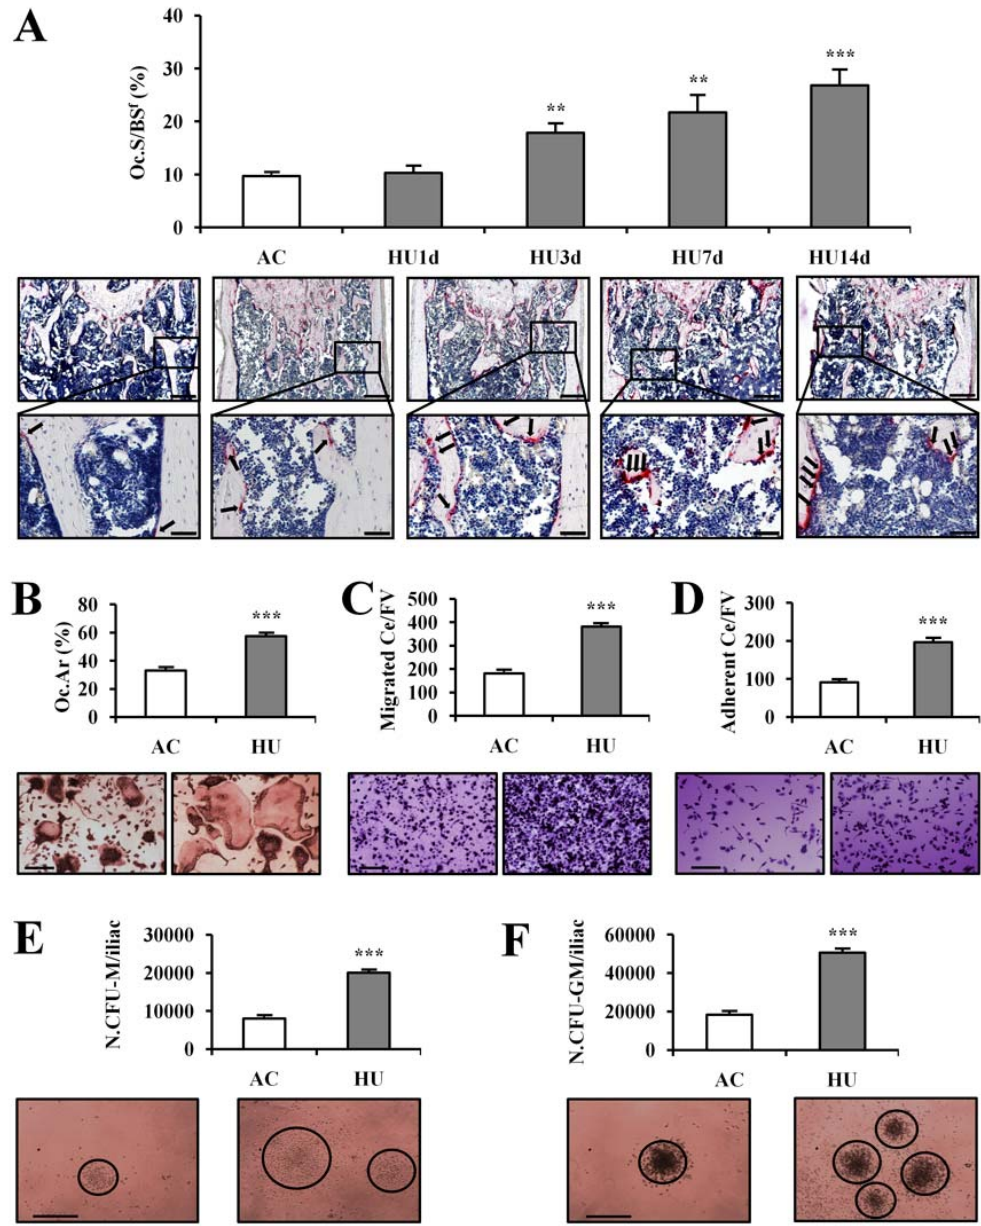 A
Oc.S/BSf (%)
40
30
20
10
0
**
**
***
AC HU1d HU3d HU7d HU14d
B
Oc.Ar (%)
80
60
40
20
0
***
AC HU
C
Migrated Ce/FV
500
400
300
200
100
0
***
AC HU
D
Adherent Ce/FV
300
200
100
0
***
AC HU
E
N.CFU-M/iliac
30000
20000
10000
0
***
AC HU
F
N.CFU-GM/iliac
60000
40000
20000
0
***
AC HU